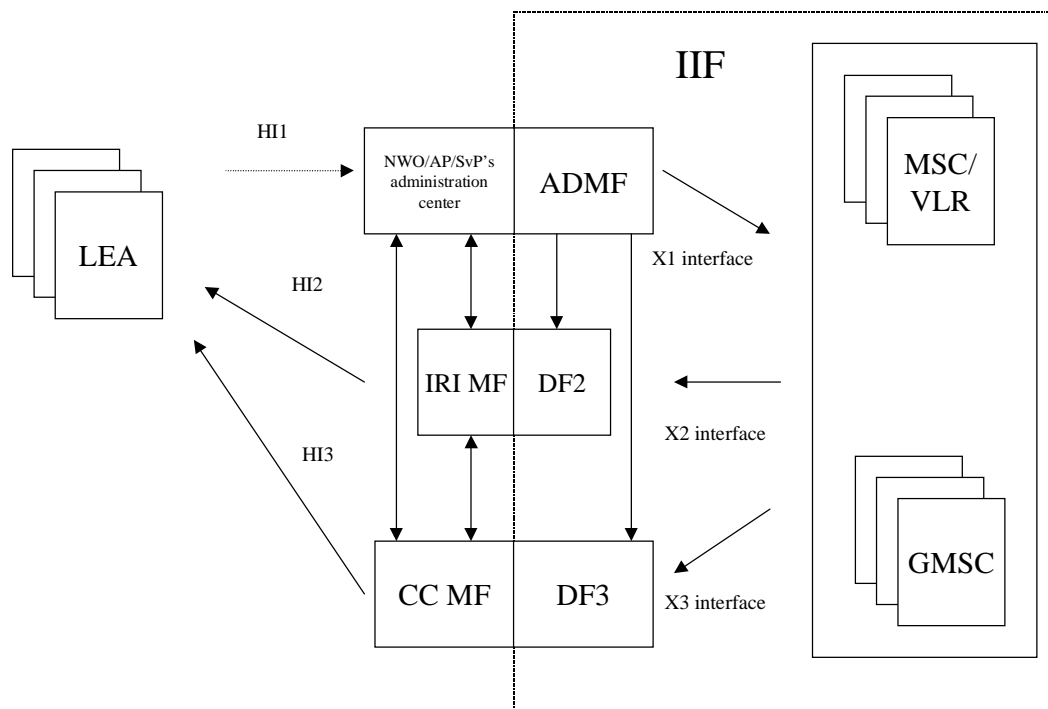 IIF
HI1
NWO/AP/SvP's
administration
center
ADMF
MSC/
VLR
LEA
X1 interface
HI2
IRI MF
DF2
X2 interface
HI3
GMSC
CC MF
DF3
X3 interface